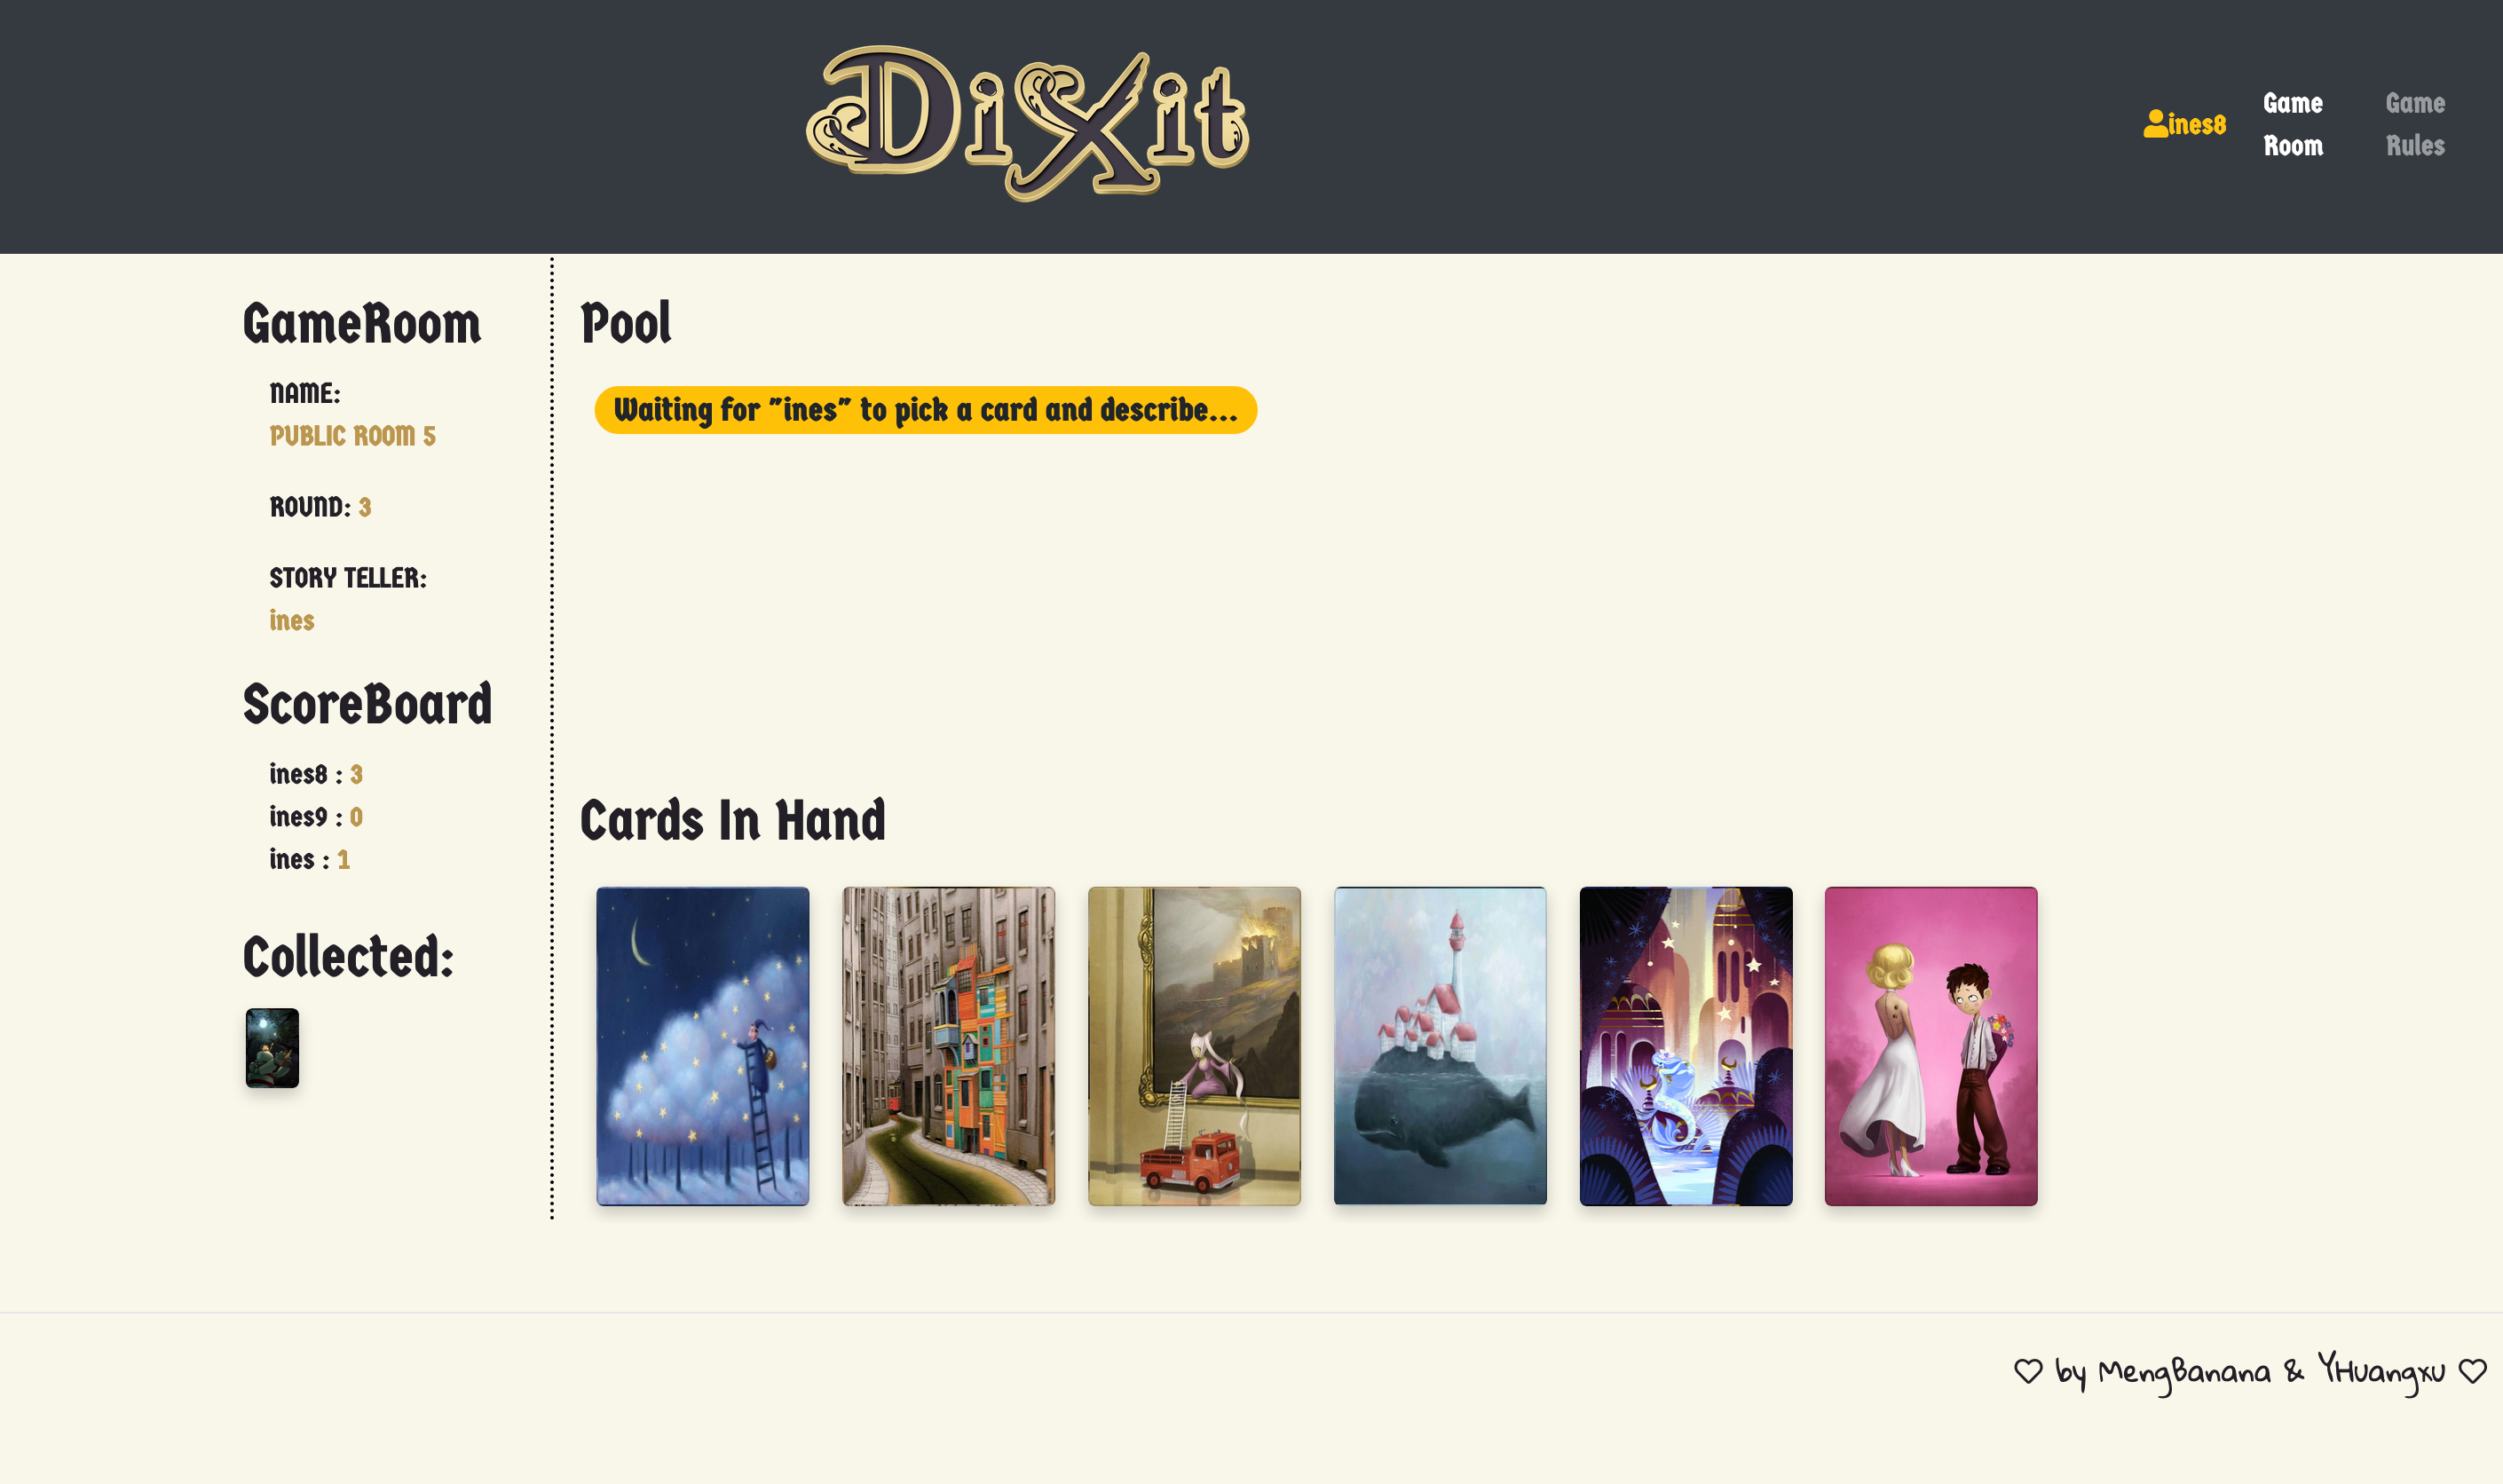 Dixit
ines8
Game
Room
Game
Rules
GameRoom
NAME:
PUBLIC ROOM 5
ROUND: 3
STORY TELLER:
ines
ScoreBoard
ines8 : 3
ines9 : 0
ines : 1
Collected:
Pool
Waiting for "ines" to pick a card and describe...
Cards In Hand
♡ by MengBanana & YHuangxu ♡